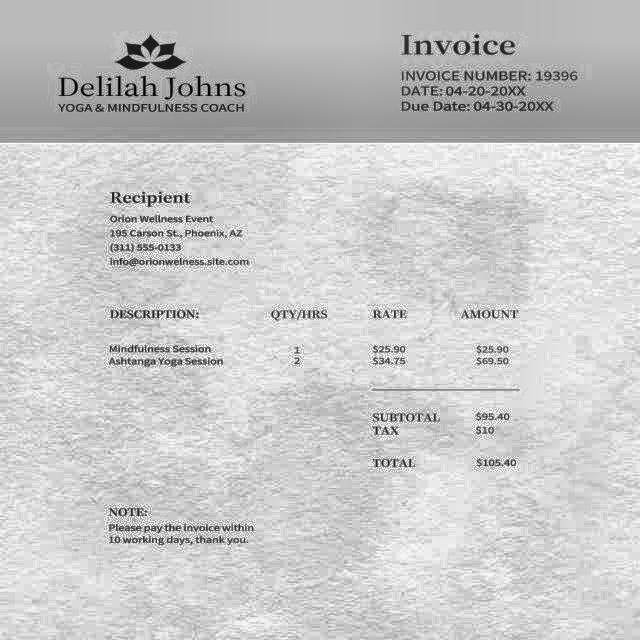 Delilah Johns
YOGA & MINDFULNESS COACH
Invoice
INVOICE NUMBER: 19396
DATE: 04-20-20XX
Due Date: 04-30-20XX
Recipient
Orion Wellness Event
195 Carson St., Phoenix, AZ
(311) 555-0133
info@orionwelness.site.com
DESCRIPTION: QTY/HRS RATE AMOUNT
Mindfulness Session 1 $25.90 $25.90
Ashtanga Yoga Session 2 $34.75 $69.50
SUBTOTAL $95.40
TAX $10
TOTAL $105.40
NOTE:
Please pay the invoice within
10 working days, thank you.